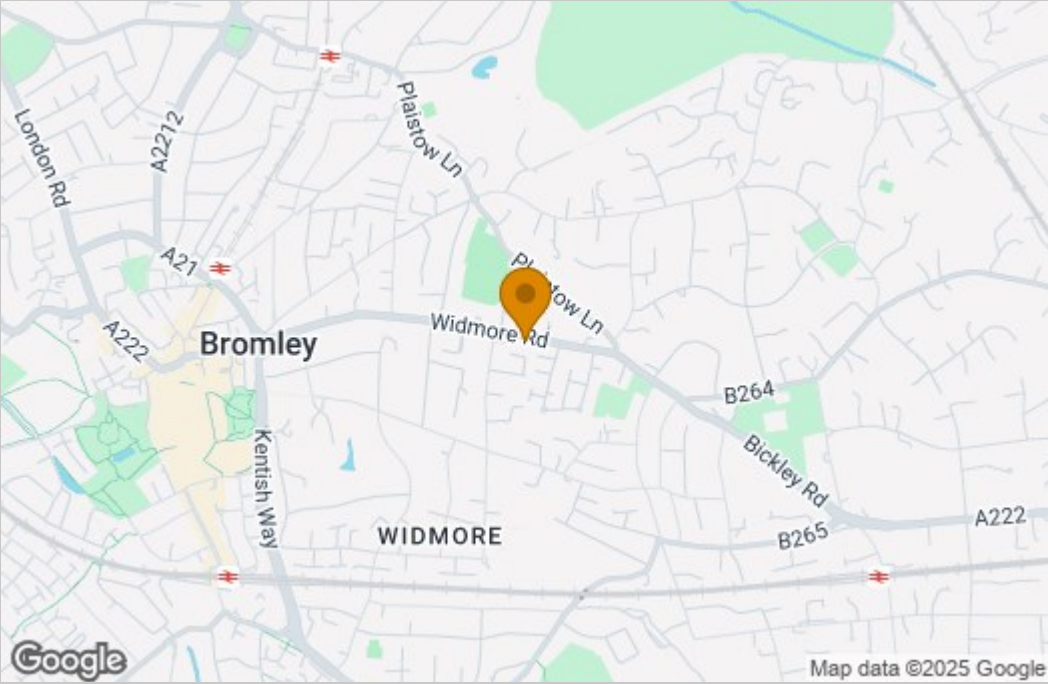 Plaistow Ln
London Rd
A2212
A21
Plaistow Ln
Widmore Rd
A222
Bromley
B264
Kentish Way
Bickley Rd
WIDMORE
A222
B265
Google
Map data ©2025 Google